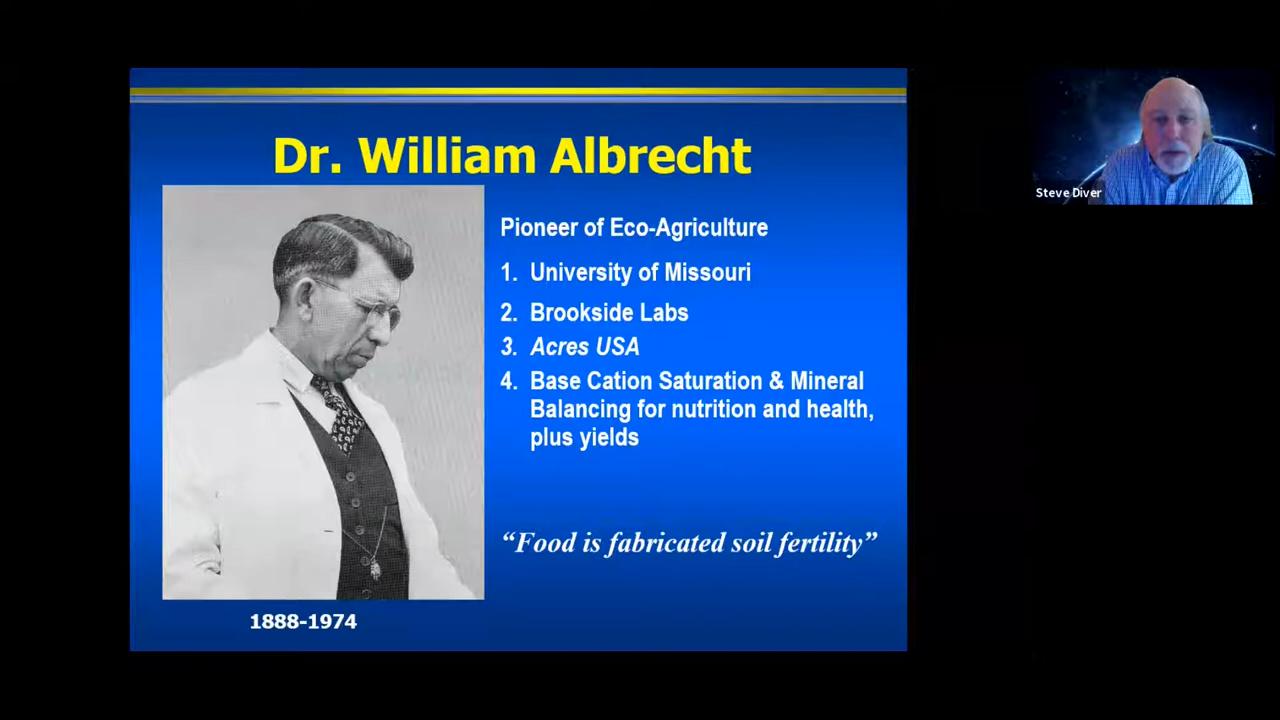 Dr. William Albrecht
Pioneer of Eco-Agriculture
1. University of Missouri
2. Brookside Labs
3. Acres USA
4. Base Cation Saturation & Mineral
Balancing for nutrition and health,
plus yields
“Food is fabricated soil fertility”
1888-1974
Steve Diver